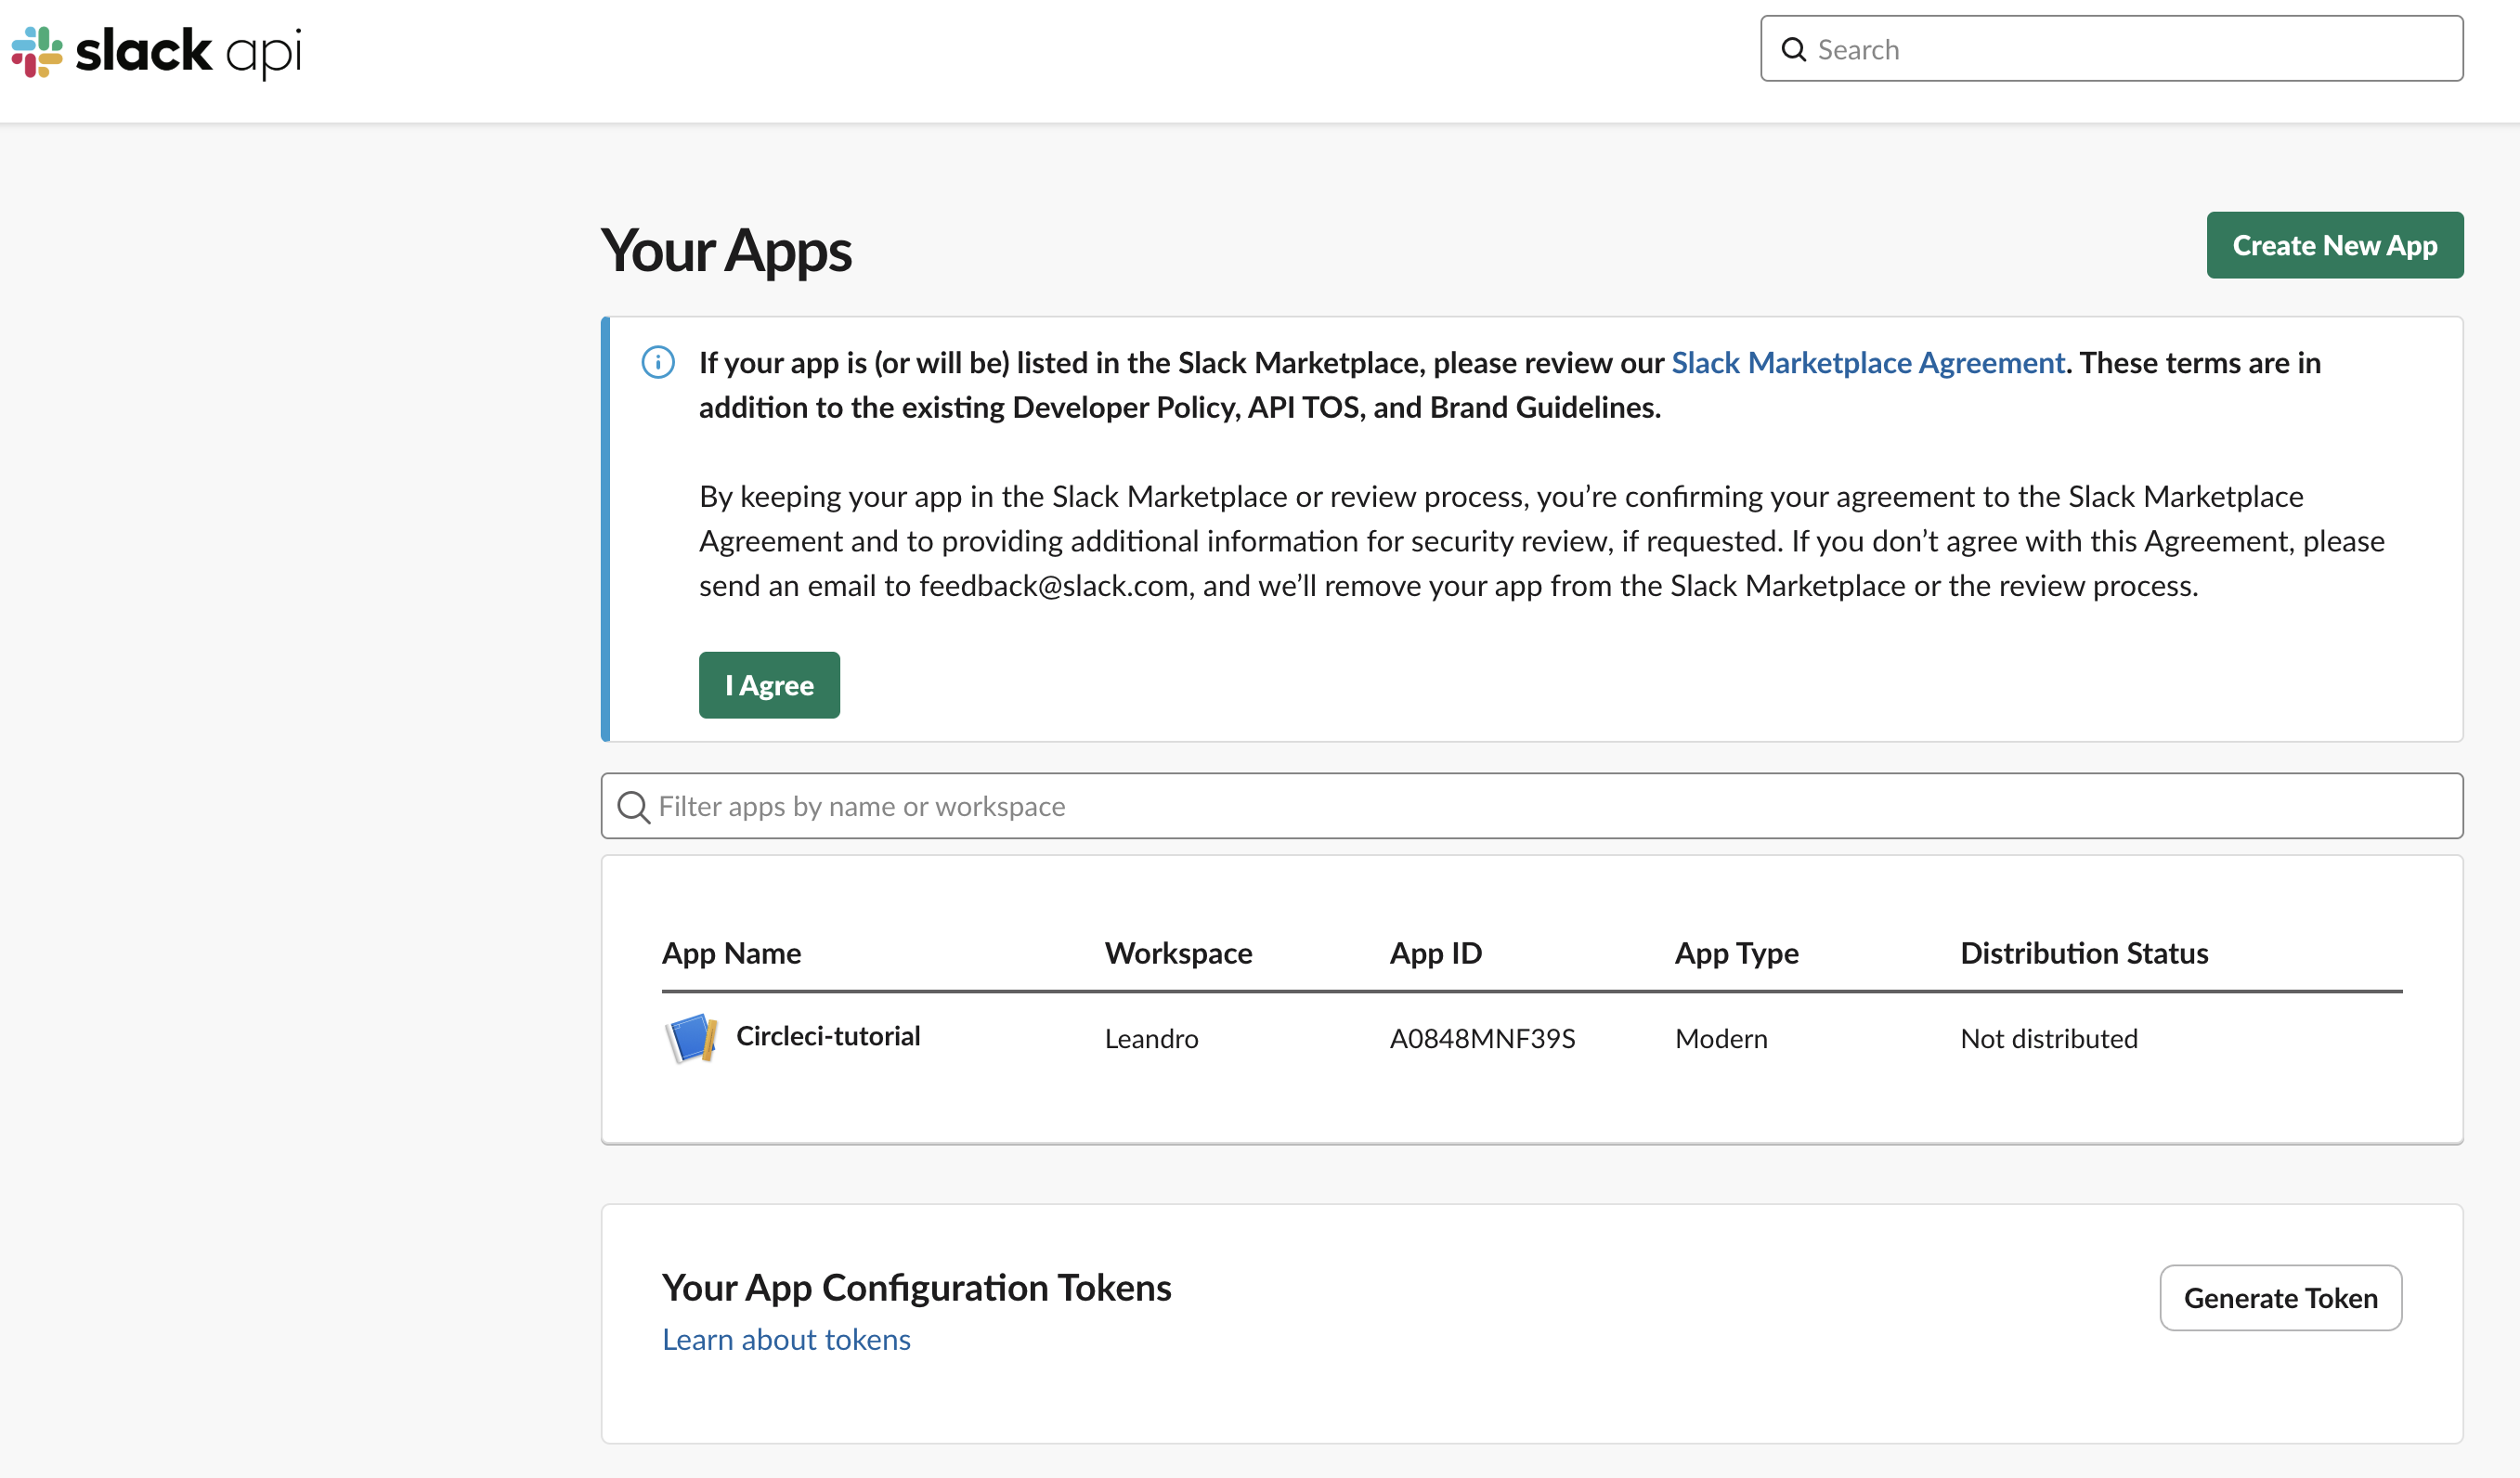 slack api
Search
Your Apps
Create New App
If your app is (or will be) listed in the Slack Marketplace, please review our Slack Marketplace Agreement. These terms are in
addition to the existing Developer Policy, API TOS, and Brand Guidelines.
By keeping your app in the Slack Marketplace or review process, you’re confirming your agreement to the Slack Marketplace
Agreement and to providing additional information for security review, if requested. If you don’t agree with this Agreement, please
send an email to feedback@slack.com, and we’ll remove your app from the Slack Marketplace or the review process.
I Agree
Filter apps by name or workspace
App Name Workspace App ID App Type Distribution Status
Circleci-tutorial Leandro A0848MNF39S Modern Not distributed
Your App Configuration Tokens
Generate Token
Learn about tokens